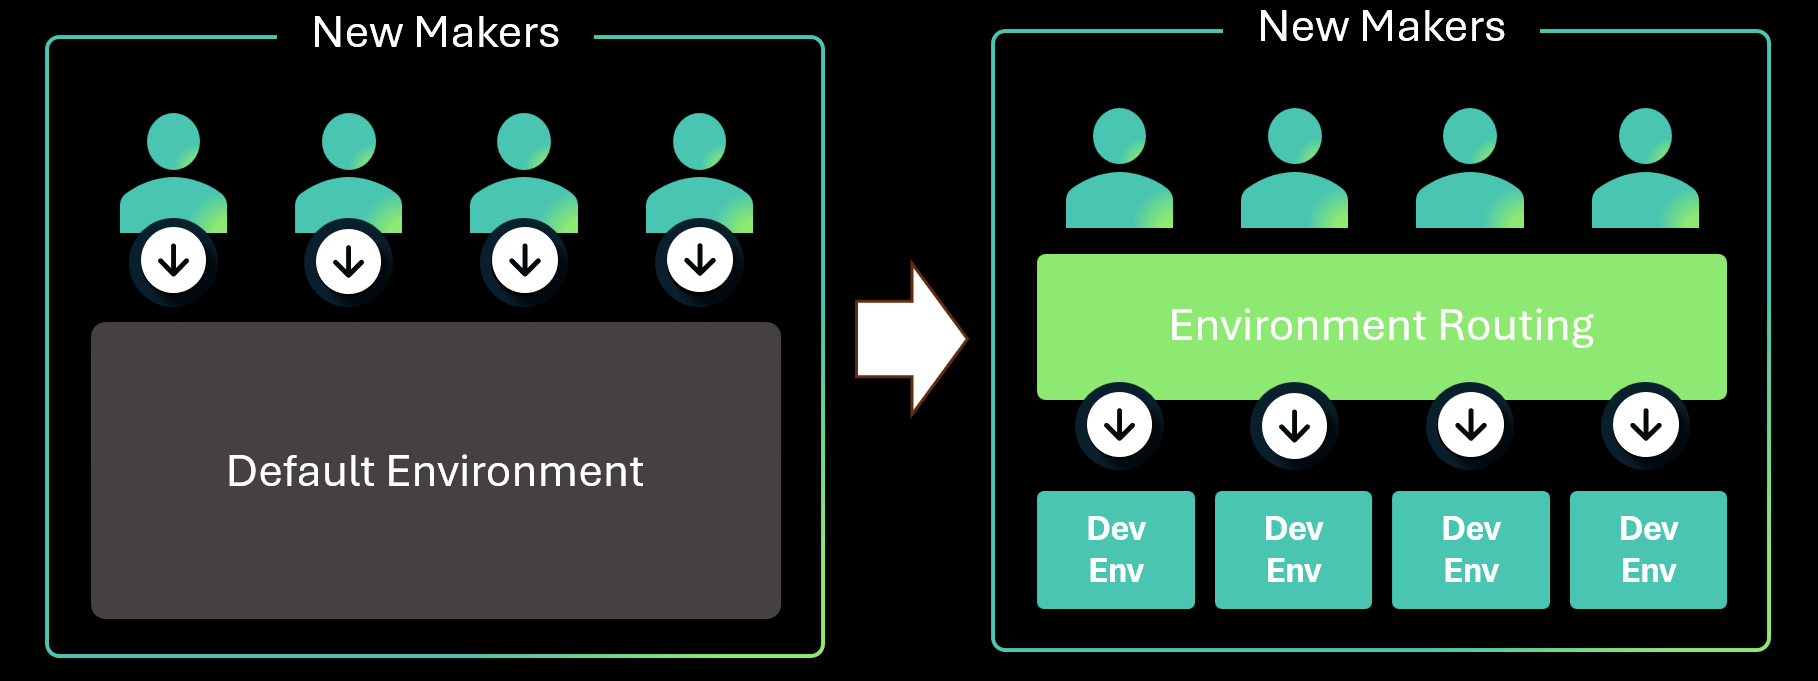 New Makers
Default Environment
New Makers
Environment Routing
Dev
Env
Dev
Env
Dev
Env
Dev
Env